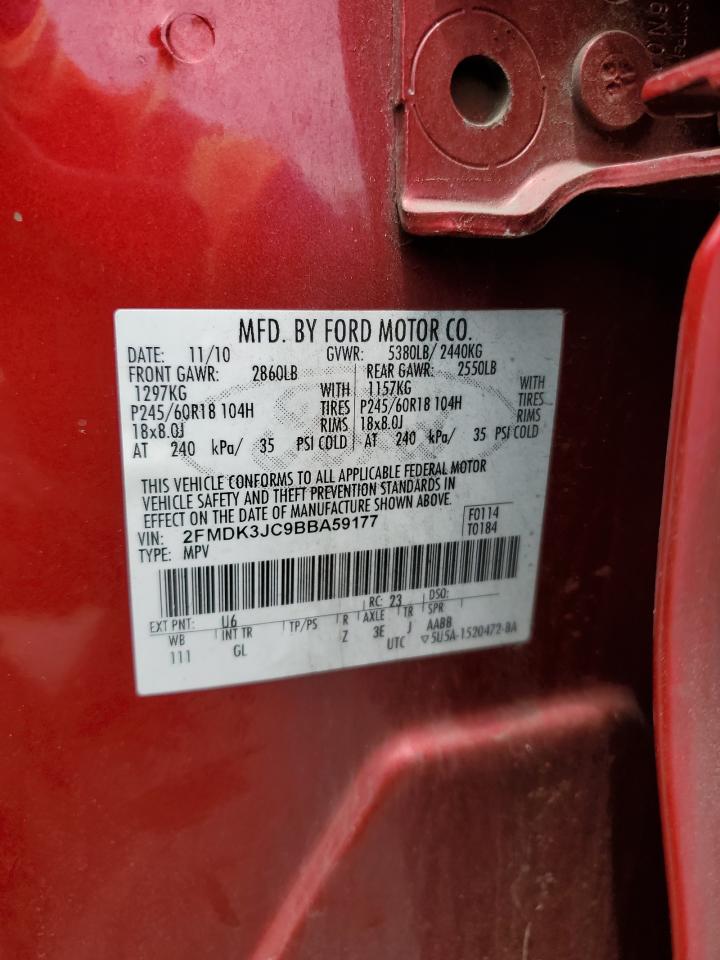 MFD. BY FORD MOTOR CO.
DATE: 11/10 GVWR: 5380LB/ 2440KG
FRONT GAWR: 2860LB REAR GAWR: 2550LB
1297KG WITH 1157KG WITH
P245/60R18 104H TIRES P245/60R18 104H TIRES
18x8.0J RIMS 18x8.0J RIMS
AT 240 kPa/ 35 PSI COLD AT 240 kPa/ 35 PSI COLD
THIS VEHICLE CONFORMS TO ALL APPLICABLE FEDERAL MOTOR
VEHICLE SAFETY AND THEFT PREVENTION STANDARDS IN
EFFECT ON THE DATE OF MANUFACTURE SHOWN ABOVE.
VIN: 2FMDK3JC9BBA59177 F0114
TYPE: MPV T0184
EXT PNT: U6 RC: 23 DSO:
WB INT TR TP/PS R AXLE TR SPR
111 GL Z 3E J AABB
UTC ▽5U5A-1520472-BA